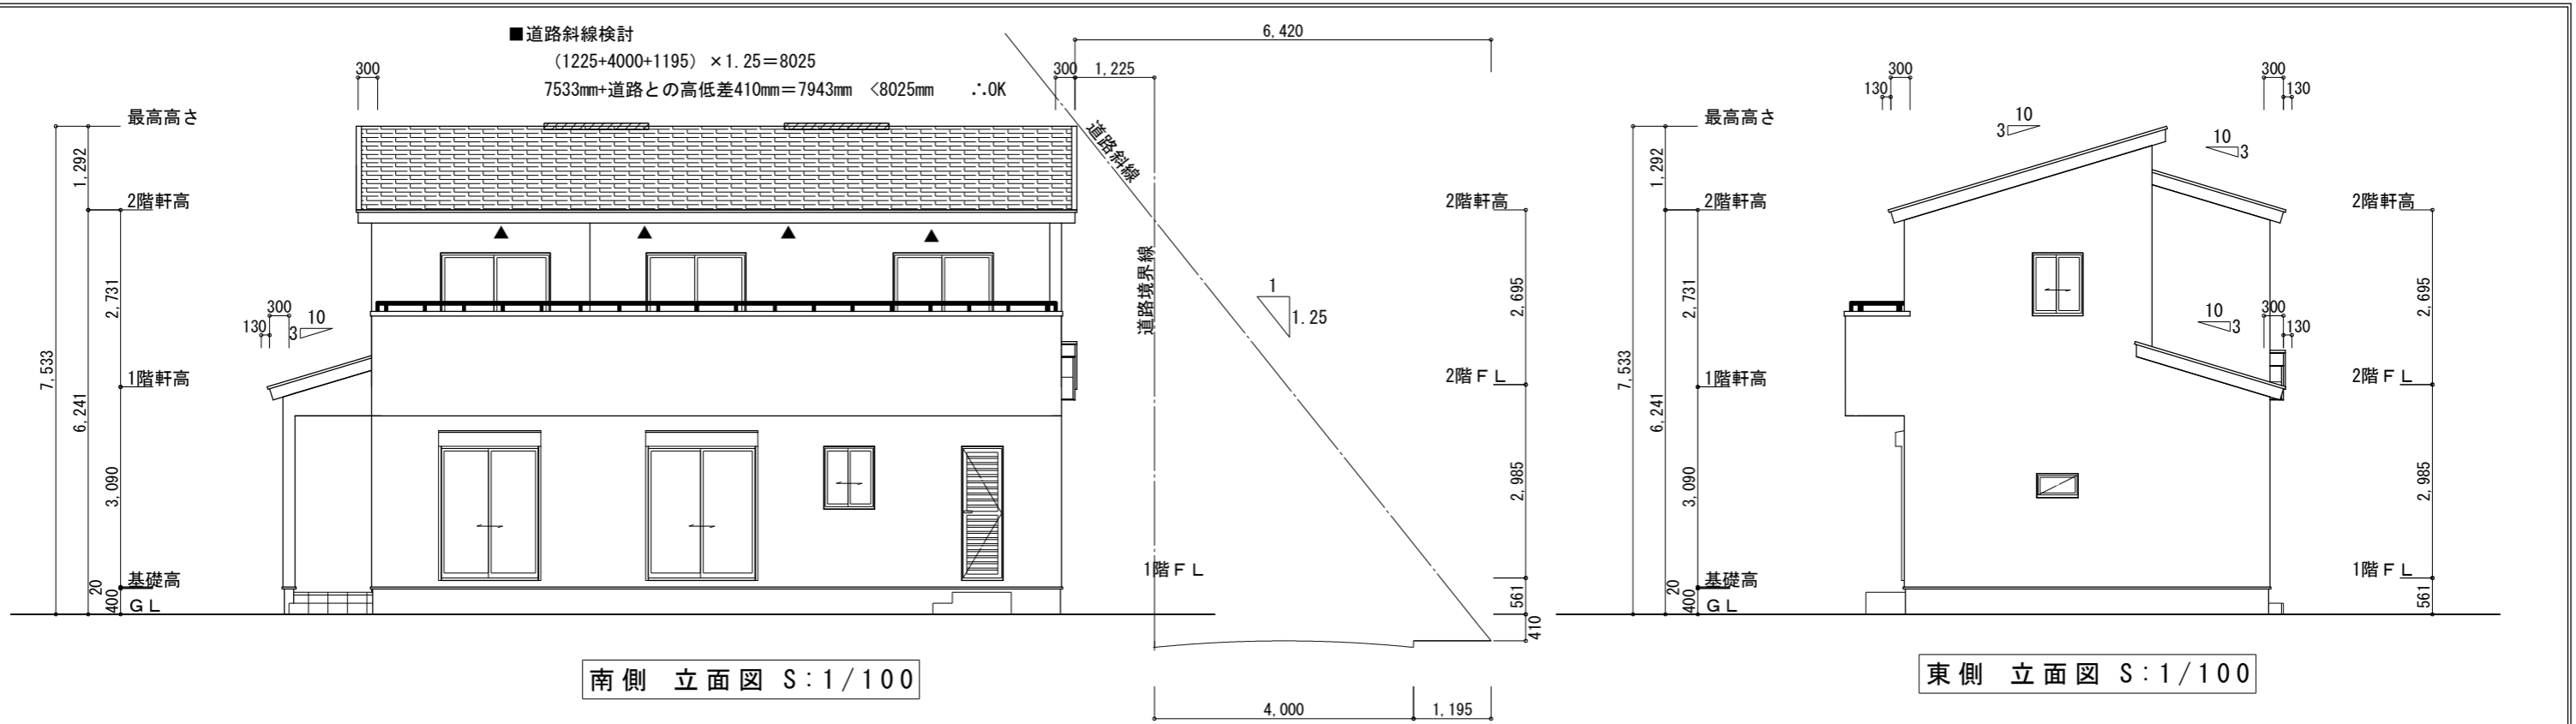 ■道路斜線検討
(1225+4000+1195) ×1.25=8025
7533mm+道路との高低差410mm=7943mm <8025mm ∴OK
6,420
300
300
1,225
最高高さ
1,292
2階軒高
2,731
7,533
6,241
1階軒高
3,090
基礎高
20
400
GL
130
300
10
3
道路斜線
道路境界線
1
1.25
2階軒高
2,695
2階FL
2,985
1階FL
561
410
4,000
1,195
南側 立面図 S:1/100
300
130
300
130
10
3
10
3
最高高さ
1,292
2階軒高
2,731
7,533
6,241
1階軒高
3,090
基礎高
20
400
GL
10
3
300
130
2階軒高
2,695
2階FL
2,985
1階FL
561
東側 立面図 S:1/100